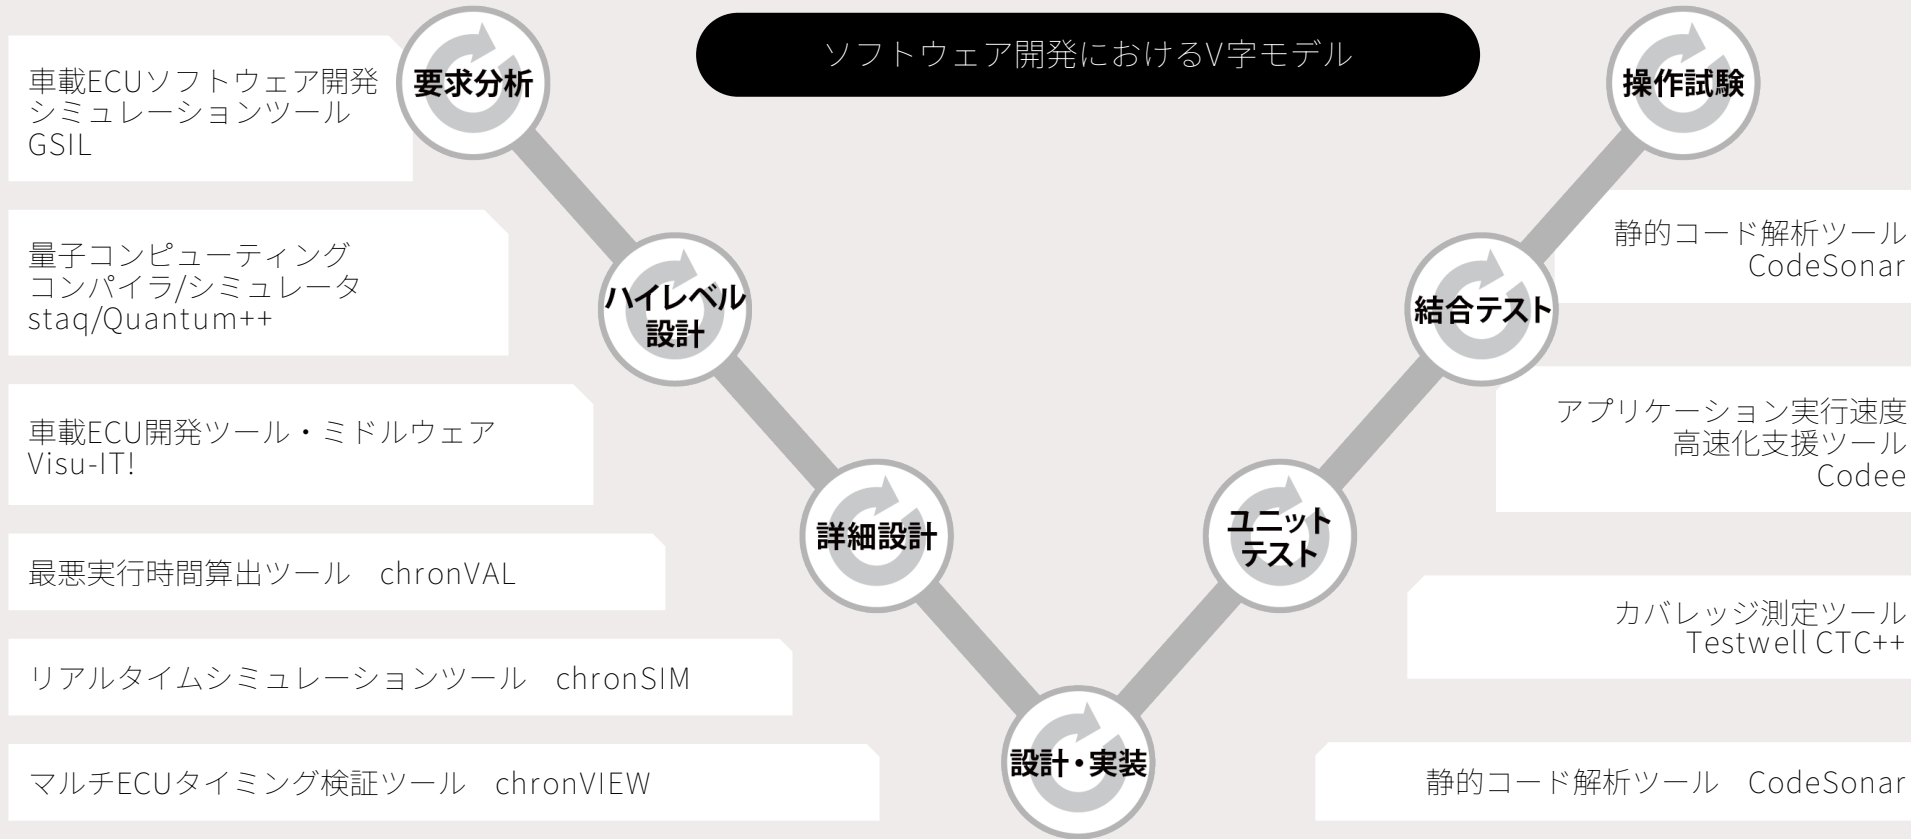 ソフトウェア開発におけるV字モデル
車載ECUソフトウェア開発
シミュレーションツール
GSIL
量子コンピューティング
コンパイラ/シミュレータ
staq/Quantum++
車載ECU開発ツール・ミドルウェア
Visu-IT!
最悪実行時間算出ツール　chronVAL
リアルタイムシミュレーションツール　chronSIM
マルチECUタイミング検証ツール　chronVIEW
要求分析
ハイレベル
設計
詳細設計
設計・実装
ユニット
テスト
結合テスト
操作試験
静的コード解析ツール
CodeSonar
アプリケーション実行速度
高速化支援ツール
Codee
カバレッジ測定ツール
Testwell CTC++
静的コード解析ツール　CodeSonar